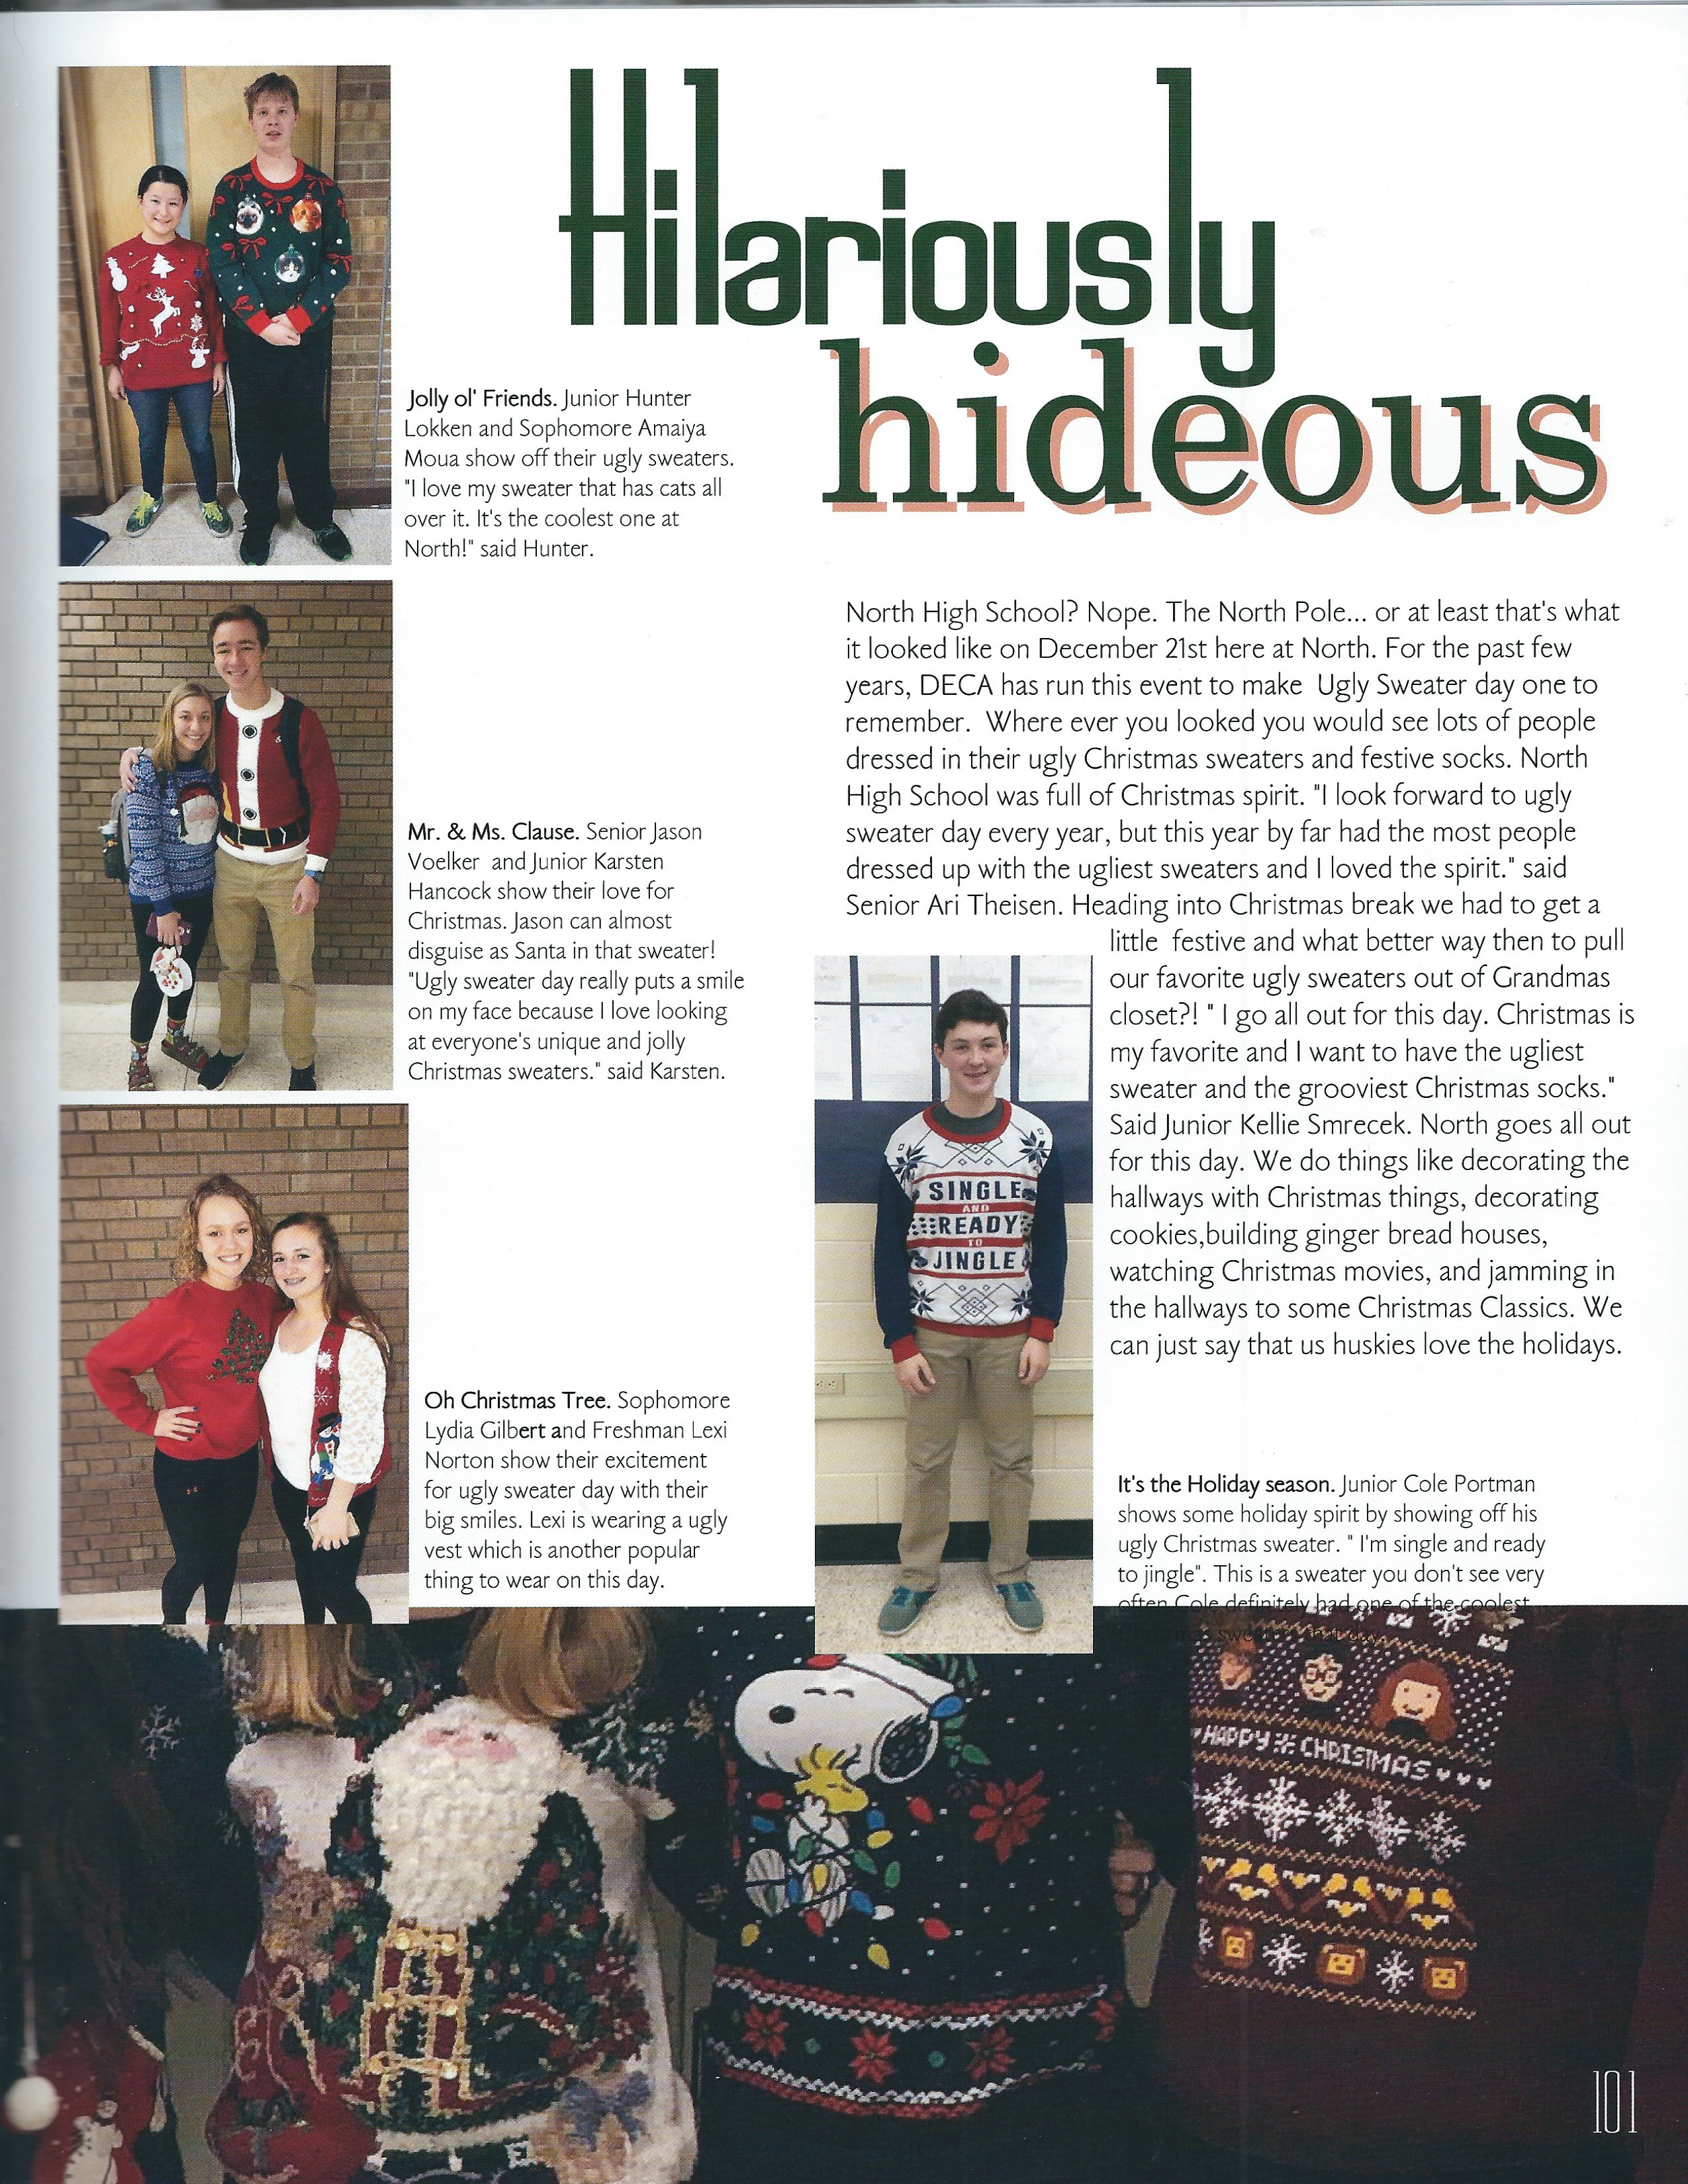 Hilariously
hideous
Jolly ol' Friends. Junior Hunter
Lokken and Sophomore Amaiya
Moua show off their ugly sweaters.
"I love my sweater that has cats all
over it. It's the coolest one at
North!" said Hunter.
Mr. & Ms. Clause. Senior Jason
Voelker and Junior Karsten
Hancock show their love for
Christmas. Jason can almost
disguise as Santa in that sweater!
"Ugly sweater day really puts a smile
on my face because I love looking
at everyone's unique and jolly
Christmas sweaters." said Karsten.
Oh Christmas Tree. Sophomore
Lydia Gilbert and Freshman Lexi
Norton show their excitement
for ugly sweater day with their
big smiles. Lexi is wearing a ugly
vest which is another popular
thing to wear on this day.
North High School? Nope. The North Pole... or at least that's what
it looked like on December 21st here at North. For the past few
years, DECA has run this event to make Ugly Sweater day one to
remember. Where ever you looked you would see lots of people
dressed in their ugly Christmas sweaters and festive socks. North
High School was full of Christmas spirit. "I look forward to ugly
sweater day every year, but this year by far had the most people
dressed up with the ugliest sweaters and I loved the spirit." said
Senior Ari Theisen. Heading into Christmas break we had to get a
little festive and what better way then to pull
our favorite ugly sweaters out of Grandmas
closet?! " I go all out for this day. Christmas is
my favorite and I want to have the ugliest
sweater and the grooviest Christmas socks."
Said Junior Kellie Smrecek. North goes all out
for this day. We do things like decorating the
hallways with Christmas things, decorating
cookies,building ginger bread houses,
watching Christmas movies, and jamming in
the hallways to some Christmas Classics. We
can just say that us huskies love the holidays.
SINGLE
AND
READY
TO
JINGLE
It's the Holiday season. Junior Cole Portman
shows some holiday spirit by showing off his
ugly Christmas sweater. " I'm single and ready
to jingle". This is a sweater you don't see very
often Cole definitely had one of the coolest
that day.
HAPPY CHRISTMAS
101